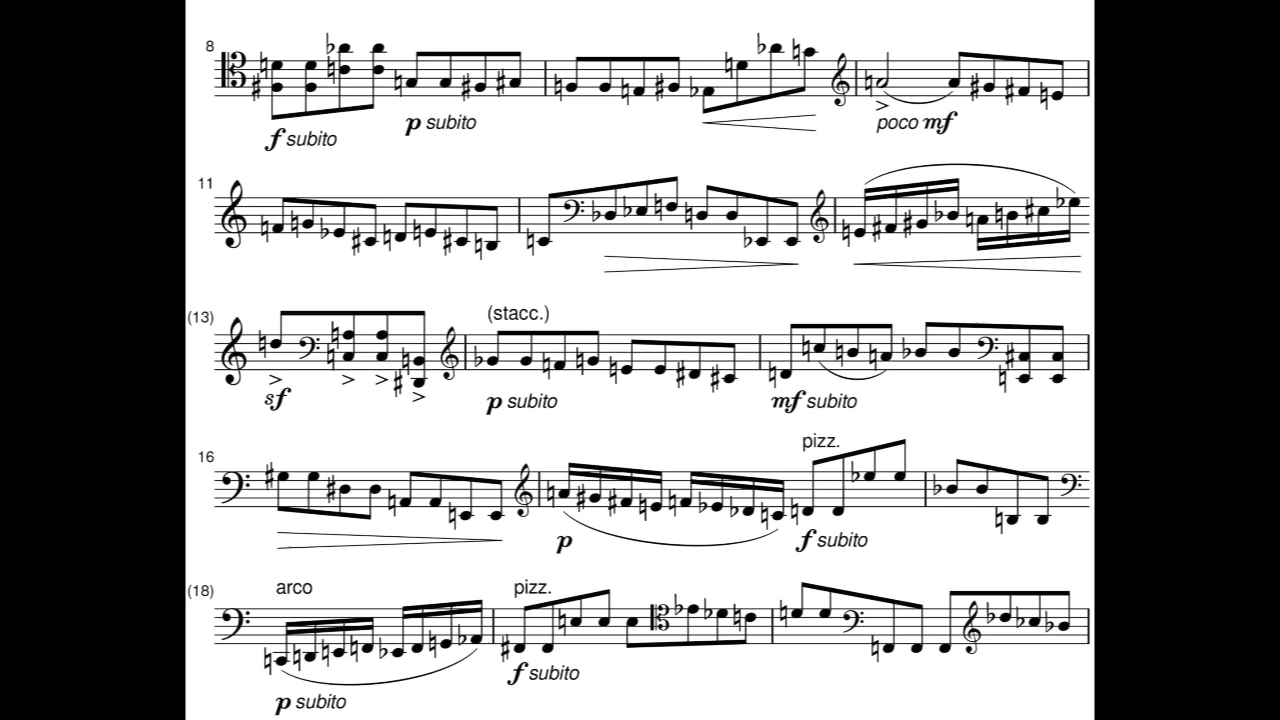 8
f subito
p subito
poco mf
11
(13)
(stacc.)
sf
p subito
mf subito
16
pizz.
p
f subito
(18)
arco
pizz.
p subito
f subito